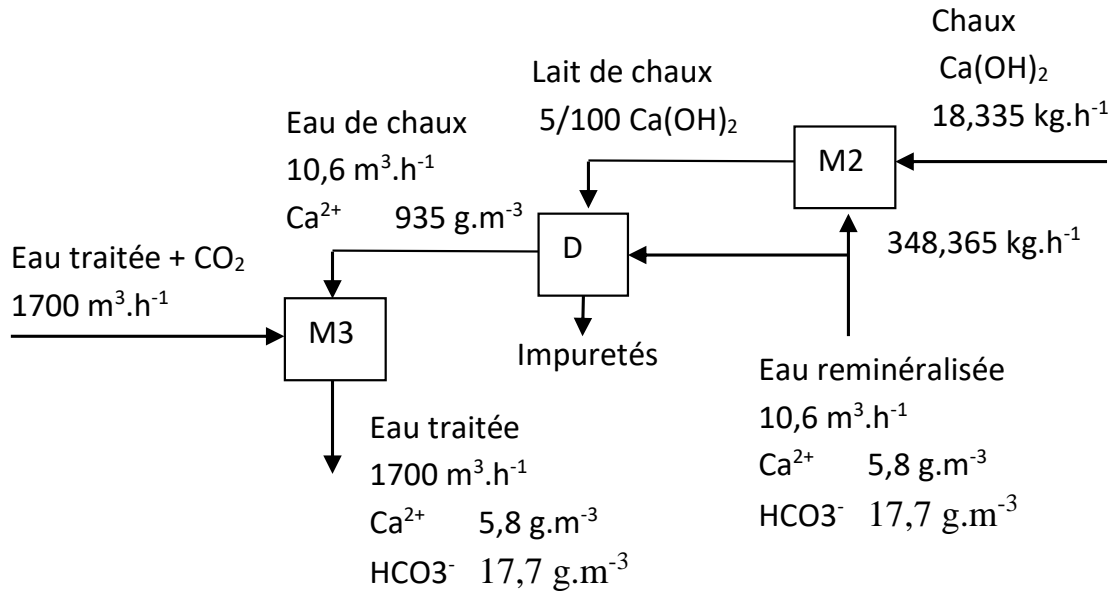 Chaux
Ca(OH)₂
18,335 kg.h⁻¹
Lait de chaux
5/100 Ca(OH)₂
Eau de chaux
10,6 m³.h⁻¹
Ca²⁺ 935 g.m⁻³
M2
348,365 kg.h⁻¹
D
Eau traitée + CO₂
1700 m³.h⁻¹
M3
Impuretés
Eau reminéralisée
10,6 m³.h⁻¹
Ca²⁺ 5,8 g.m⁻³
HCO3⁻ 17,7 g.m⁻³
Eau traitée
1700 m³.h⁻¹
Ca²⁺ 5,8 g.m⁻³
HCO3⁻ 17,7 g.m⁻³